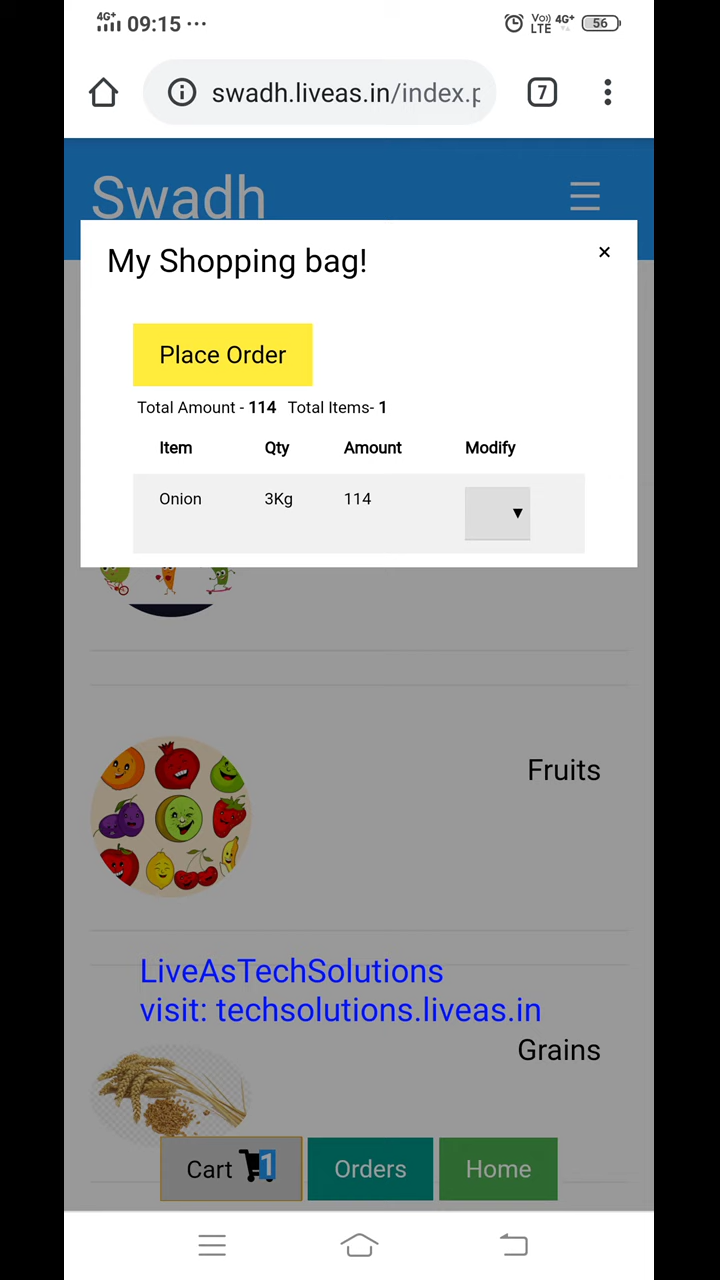 4G+ 09:15 ··· Vo)) LTE 4G+ 56
swadh.liveas.in/index.p 7
Swadh
My Shopping bag! ×
Place Order
Total Amount - 114 Total Items- 1
Item Qty Amount Modify
Onion 3Kg 114
Fruits
LiveAsTechSolutions
visit: techsolutions.liveas.in
Grains
Cart 1 Orders Home